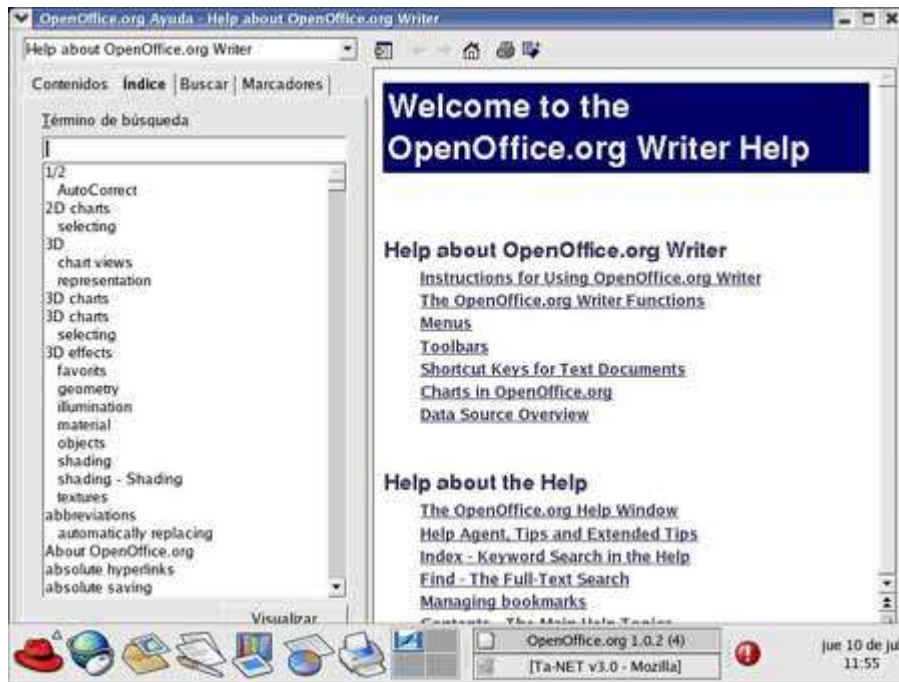 OpenOffice.org Ayuda - Help about OpenOffice.org Writer
Help about OpenOffice.org Writer
Contenidos Índice Buscar Marcadores
Término de búsqueda
1/2
AutoCorrect
2D charts
selecting
3D
chart views
representation
3D charts
3D charts
selecting
3D effects
favorits
geometry
illumination
material
objects
shading
shading - Shading
textures
abbreviations
automatically replacing
About OpenOffice.org
absolute hyperlinks
absolute saving
Visualizar
Welcome to the
OpenOffice.org Writer Help
Help about OpenOffice.org Writer
Instructions for Using OpenOffice.org Writer
The OpenOffice.org Writer Functions
Menus
Toolbars
Shortcut Keys for Text Documents
Charts in OpenOffice.org
Data Source Overview
Help about the Help
The OpenOffice.org Help Window
Help Agent, Tips and Extended Tips
Index - Keyword Search in the Help
Find - The Full-Text Search
Managing bookmarks
Contents - The Main Help Topics
OpenOffice.org 1.0.2 (4)
[Ta-NET v3.0 - Mozilla]
jue 10 de jul
11:55